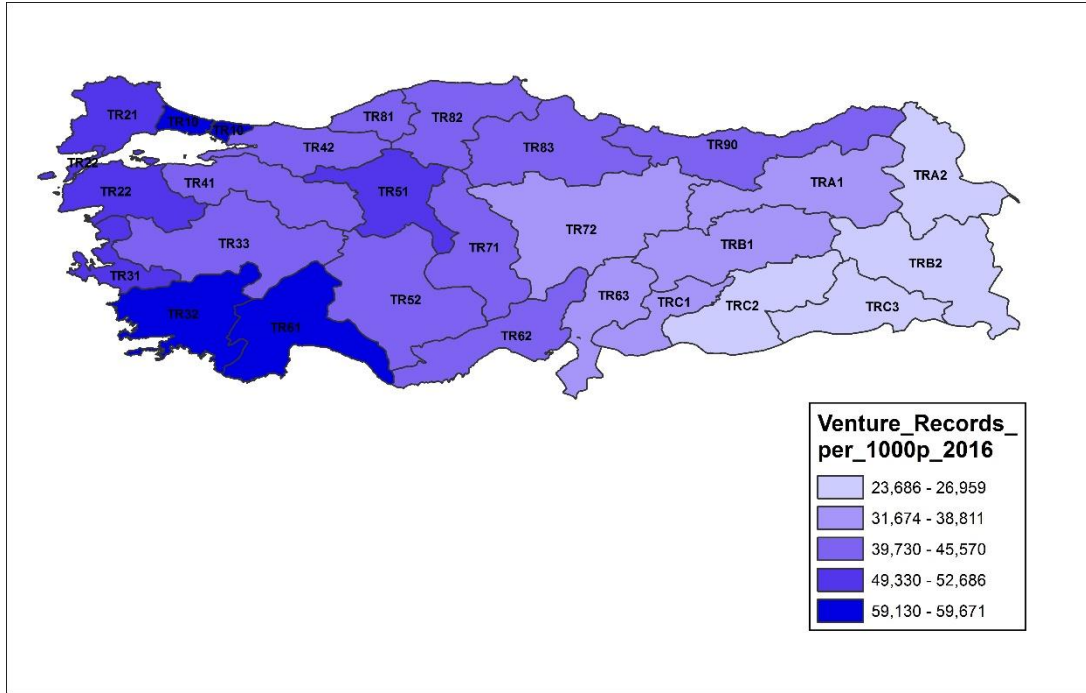 TR21
TR10
TR10
TR81
TR82
TR22
TR42
TR83
TR90
TR22
TR41
TR51
TRA1
TRA2
TR33
TR71
TR72
TRB1
TRB2
TR31
TR32
TR61
TR52
TR62
TR63
TRC1
TRC2
TRC3
Venture_Records_
per_1000p_2016
23,686 - 26,959
31,674 - 38,811
39,730 - 45,570
49,330 - 52,686
59,130 - 59,671